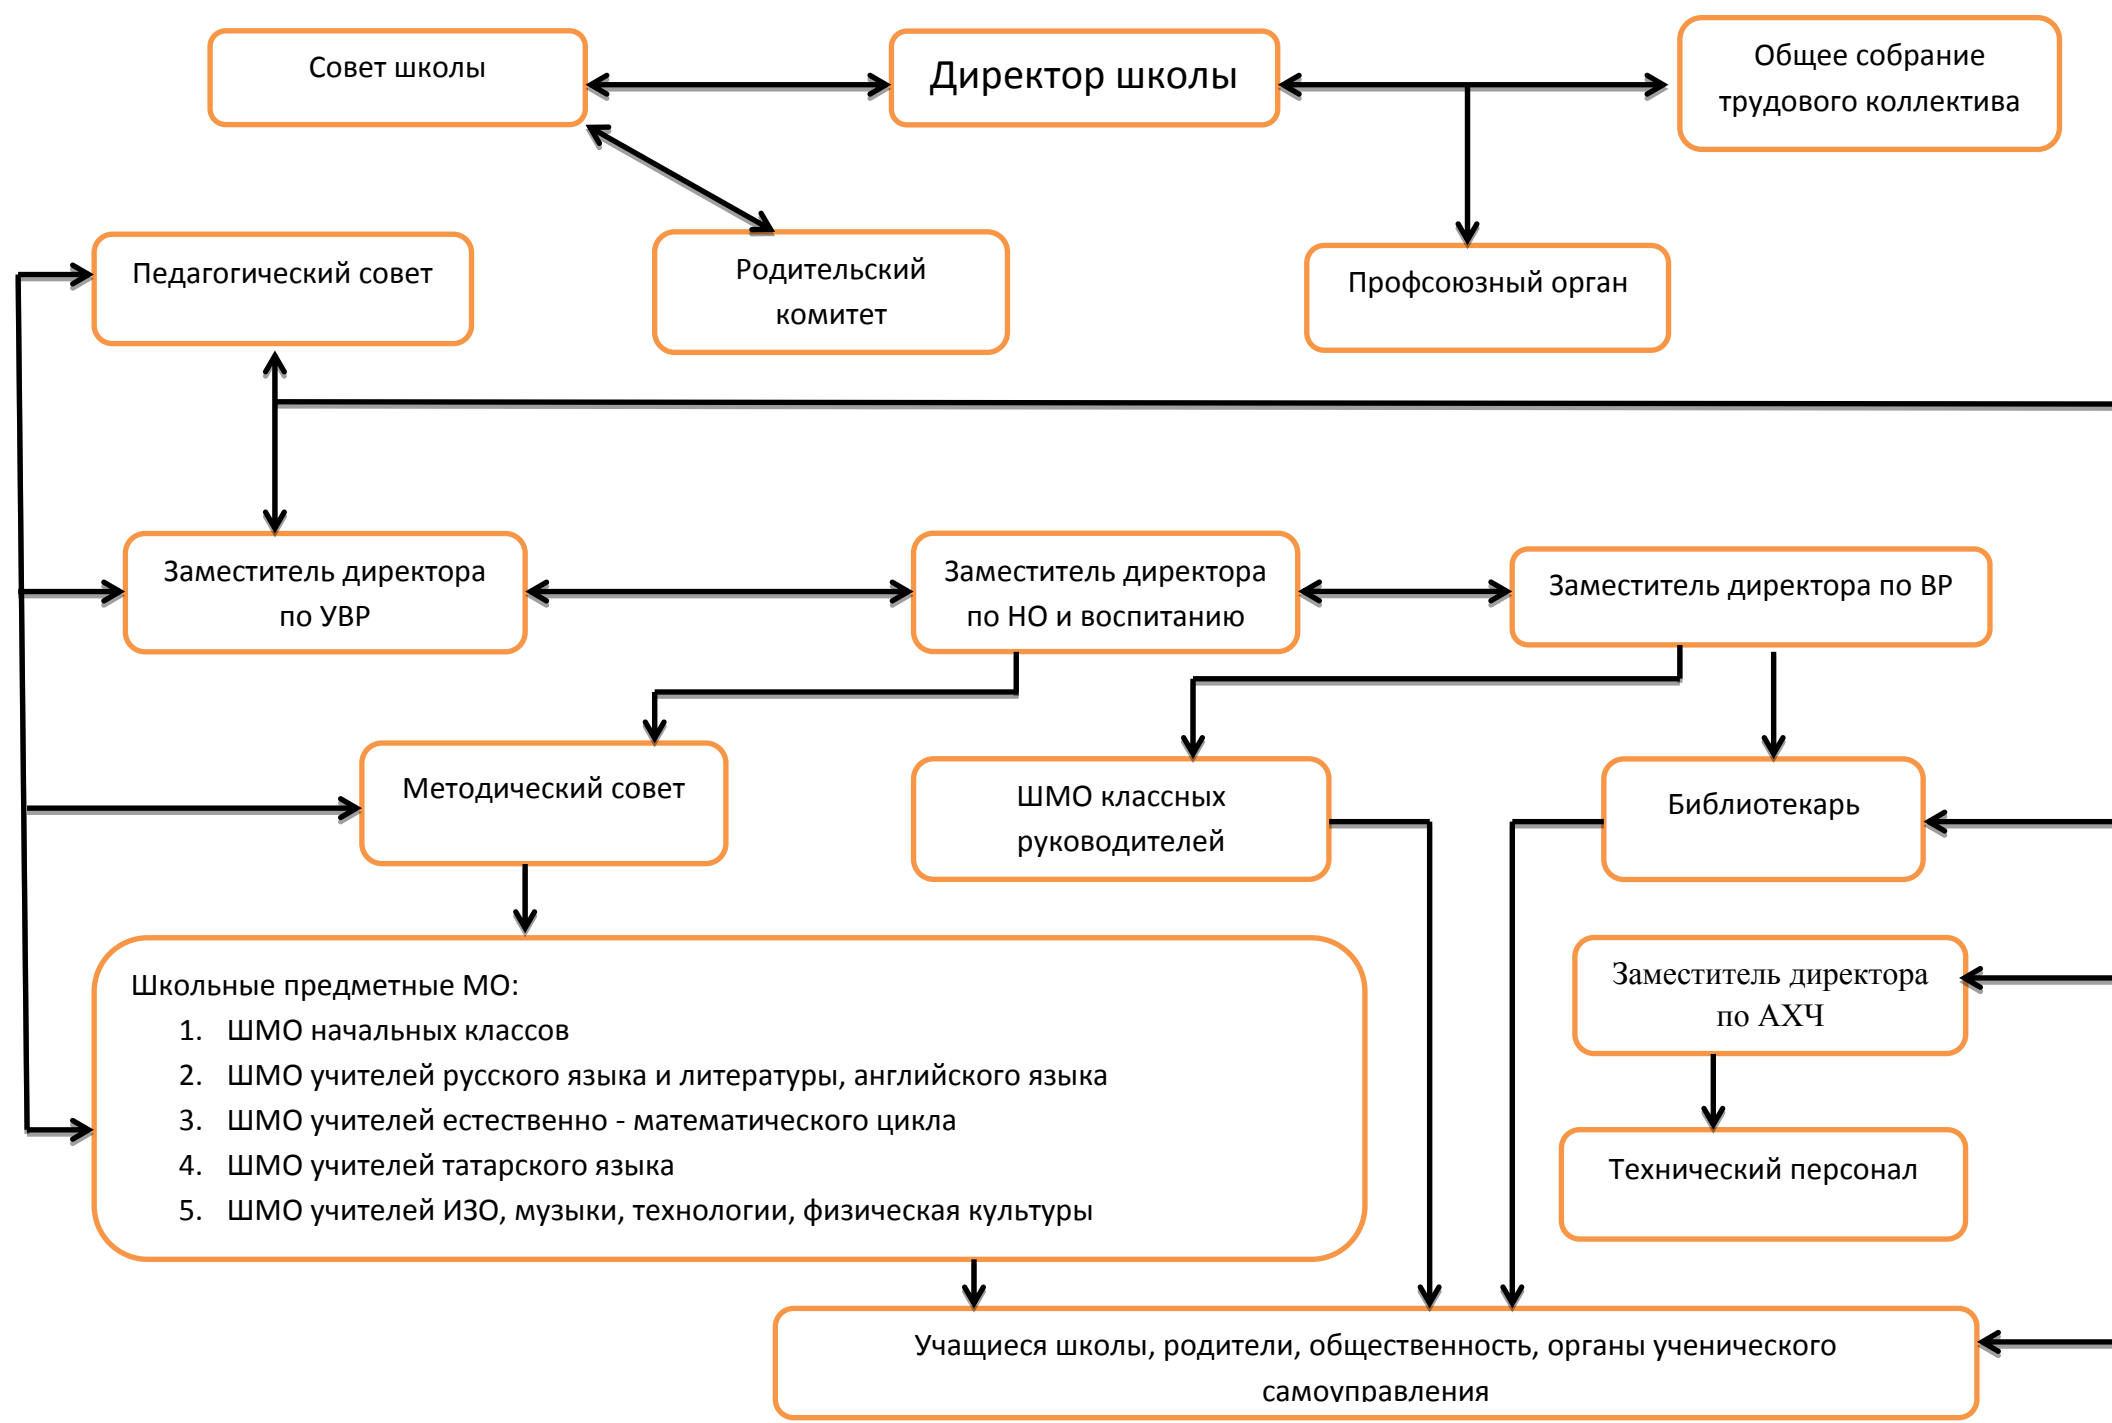 Совет школы
Директор школы
Общее собрание
трудового коллектива
Педагогический совет
Родительский
комитет
Профсоюзный орган
Заместитель директора
по УВР
Заместитель директора
по НО и воспитанию
Заместитель директора по ВР
Методический совет
ШМО классных
руководителей
Библиотекарь
Школьные предметные МО:
1. ШМО начальных классов
2. ШМО учителей русского языка и литературы, английского языка
3. ШМО учителей естественно - математического цикла
4. ШМО учителей татарского языка
5. ШМО учителей ИЗО, музыки, технологии, физическая культуры
Заместитель директора
по АХЧ
Технический персонал
Учащиеся школы, родители, общественность, органы ученического
самоуправления